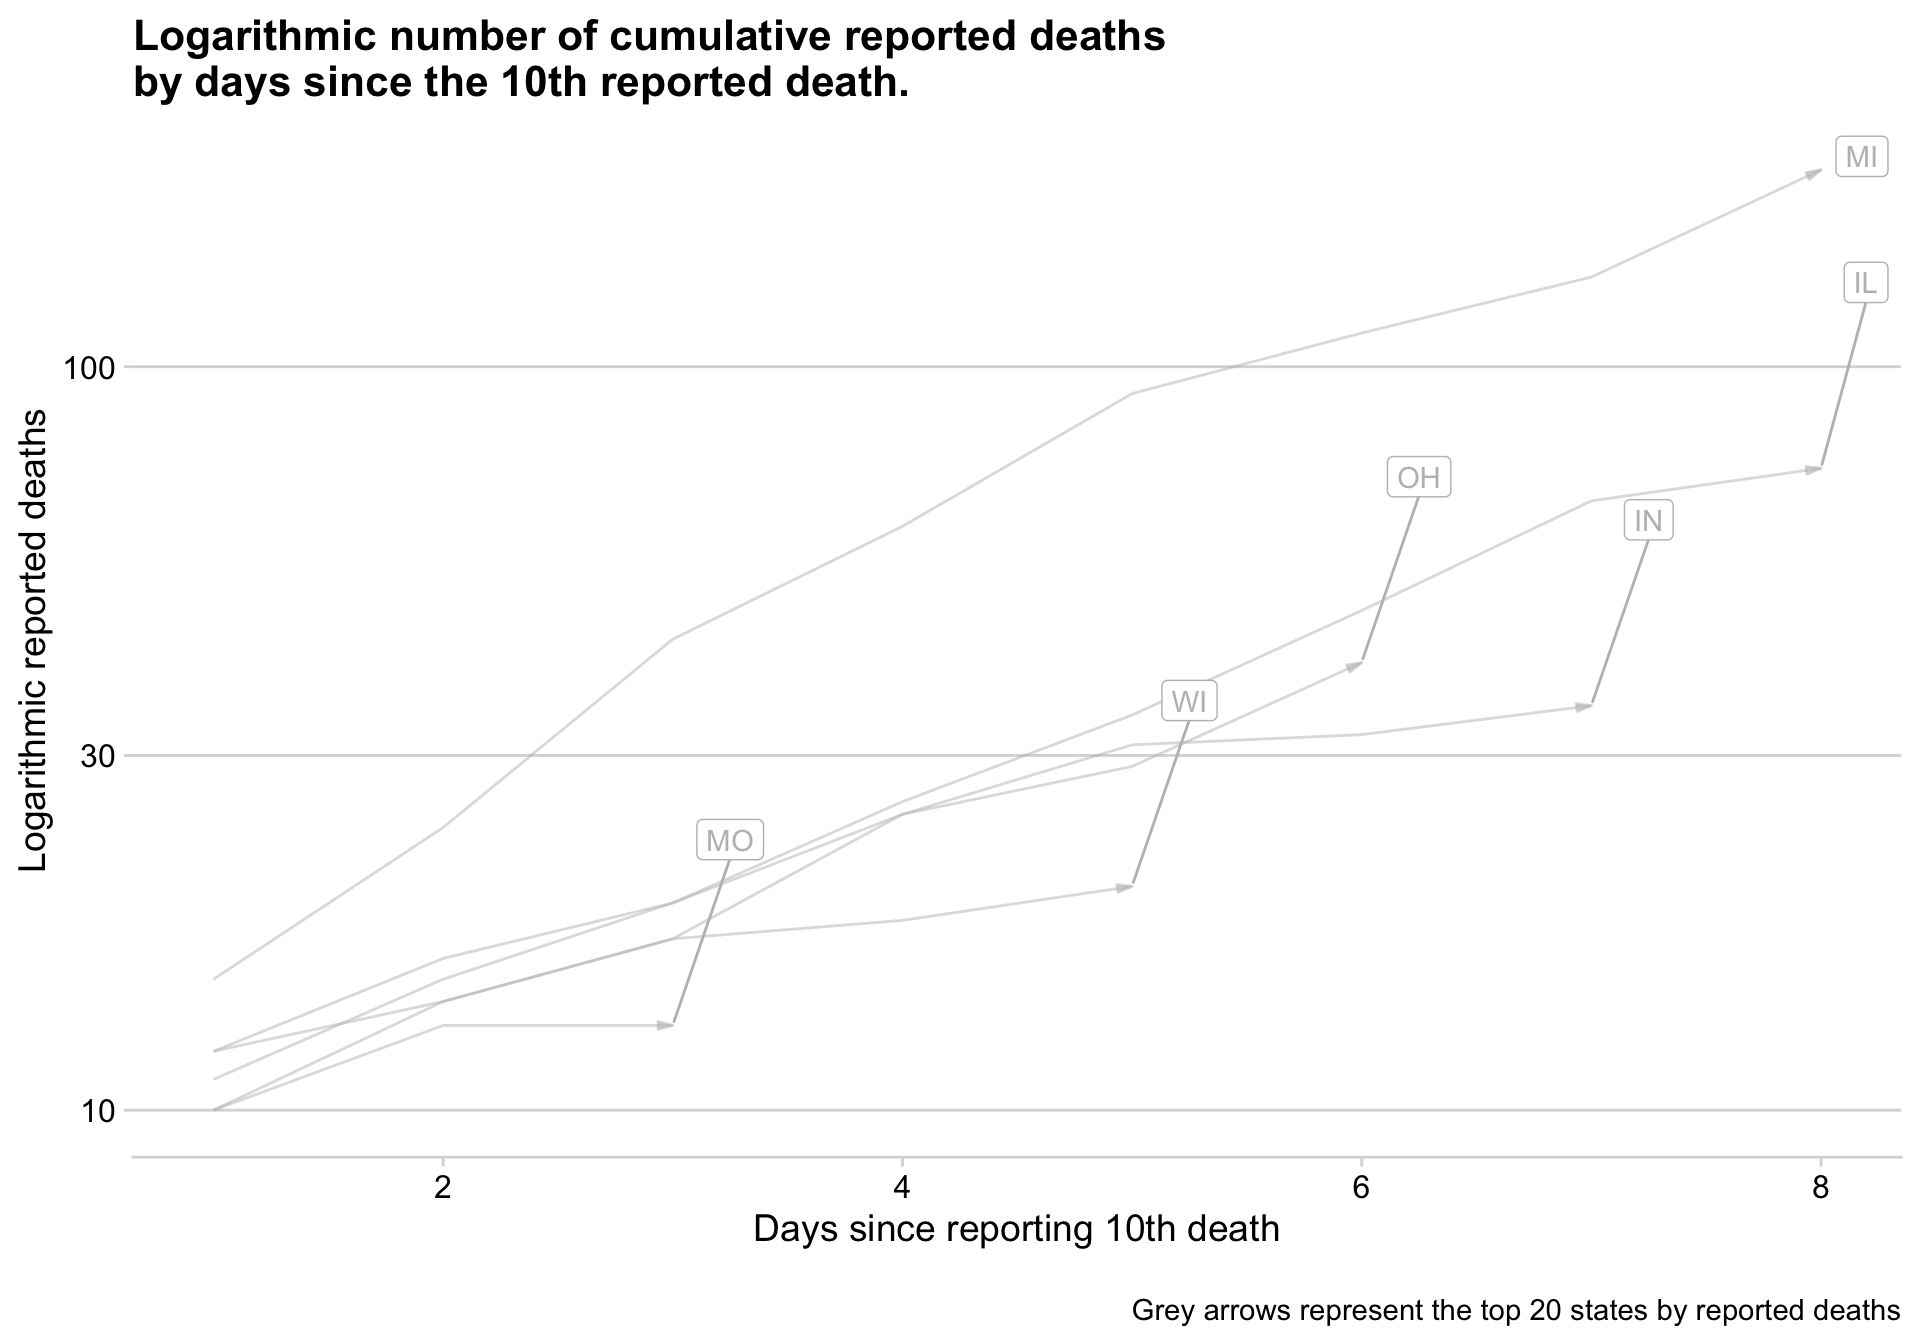 Logarithmic number of cumulative reported deaths
by days since the 10th reported death.
MI
IL
100
OH
IN
WI
30
MO
10
Logarithmic reported deaths
2 4 6 8
Days since reporting 10th death
Grey arrows represent the top 20 states by reported deaths